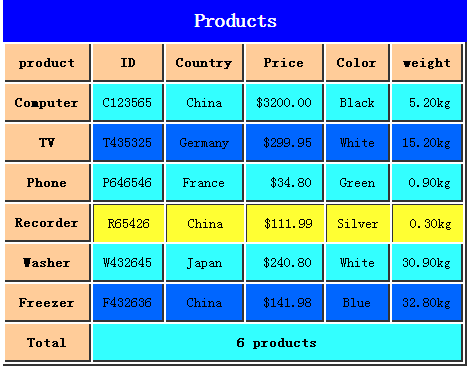 Products
product ID Country Price Color weight
Computer C123565 China $3200.00 Black 5.20kg
TV T435325 Germany $299.95 White 15.20kg
Phone P646546 France $34.80 Green 0.90kg
Recorder R65426 China $111.99 Silver 0.30kg
Washer W432645 Japan $240.80 White 30.90kg
Freezer F432636 China $141.98 Blue 32.80kg
Total 6 products